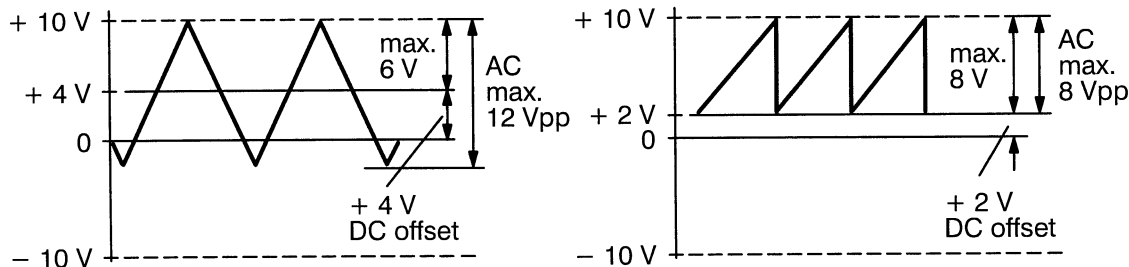 + 10 V
max.
6 V
AC
max.
12 Vpp
+ 4 V
0
+ 4 V
DC offset
− 10 V
+ 10 V
max.
8 V
AC
max.
8 Vpp
+ 2 V
0
+ 2 V
DC offset
− 10 V